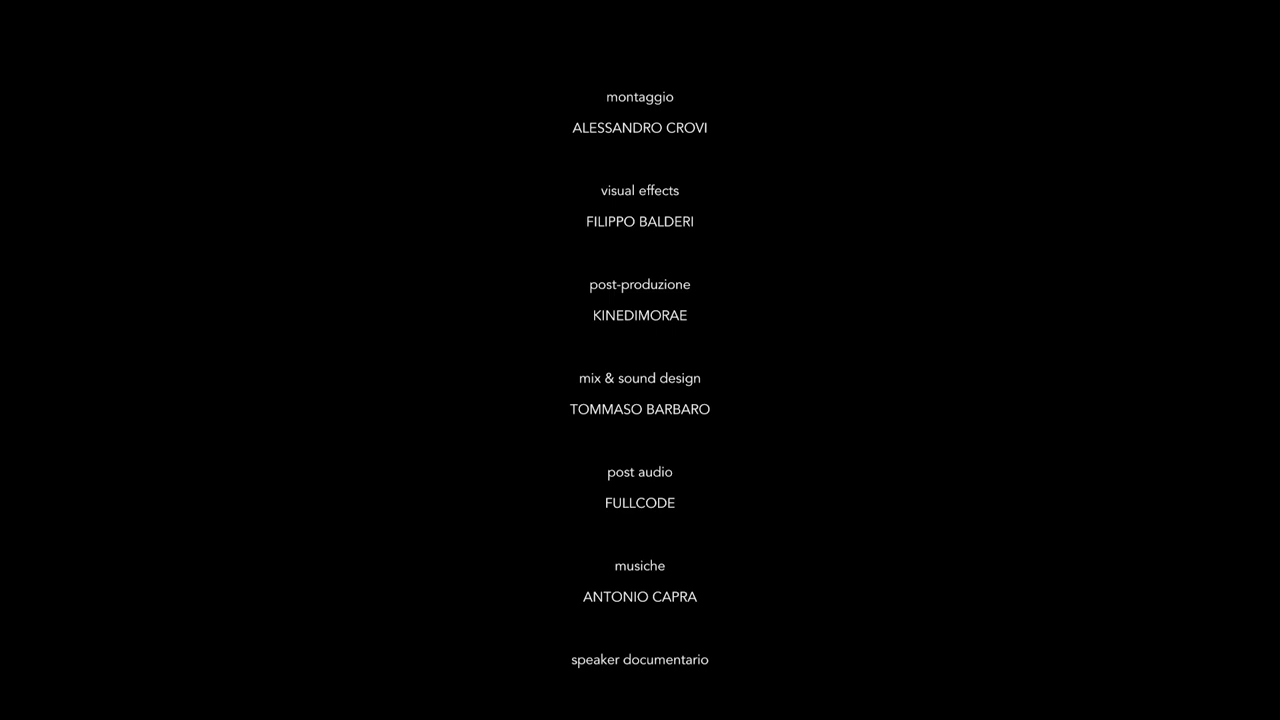 montaggio
ALESSANDRO CROVI
visual effects
FILIPPO BALDERI
post-produzione
KINEDIMORAE
mix & sound design
TOMMASO BARBARO
post audio
FULLCODE
musiche
ANTONIO CAPRA
speaker documentario